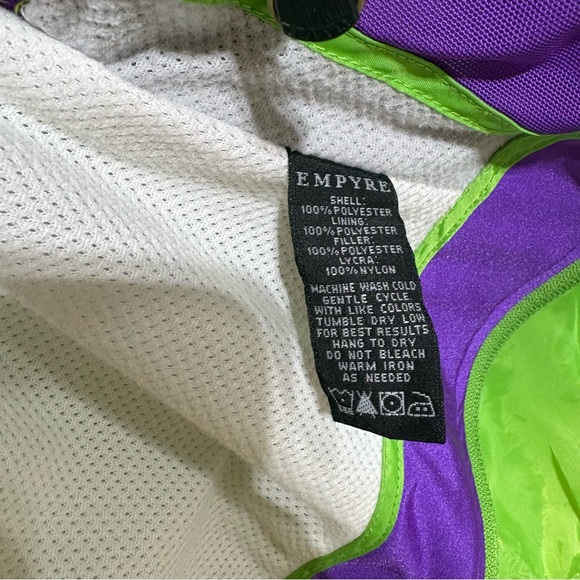 EMPYRE
SHELL:
100% POLYESTER
LINING:
100% POLYESTER
FILLER:
100% POLYESTER
LYCRA:
100% NYLON
MACHINE WASH COLD
GENTLE CYCLE
WITH LIKE COLORS
TUMBLE DRY LOW
FOR BEST RESULTS
HANG TO DRY
DO NOT BLEACH
WARM IRON
AS NEEDED